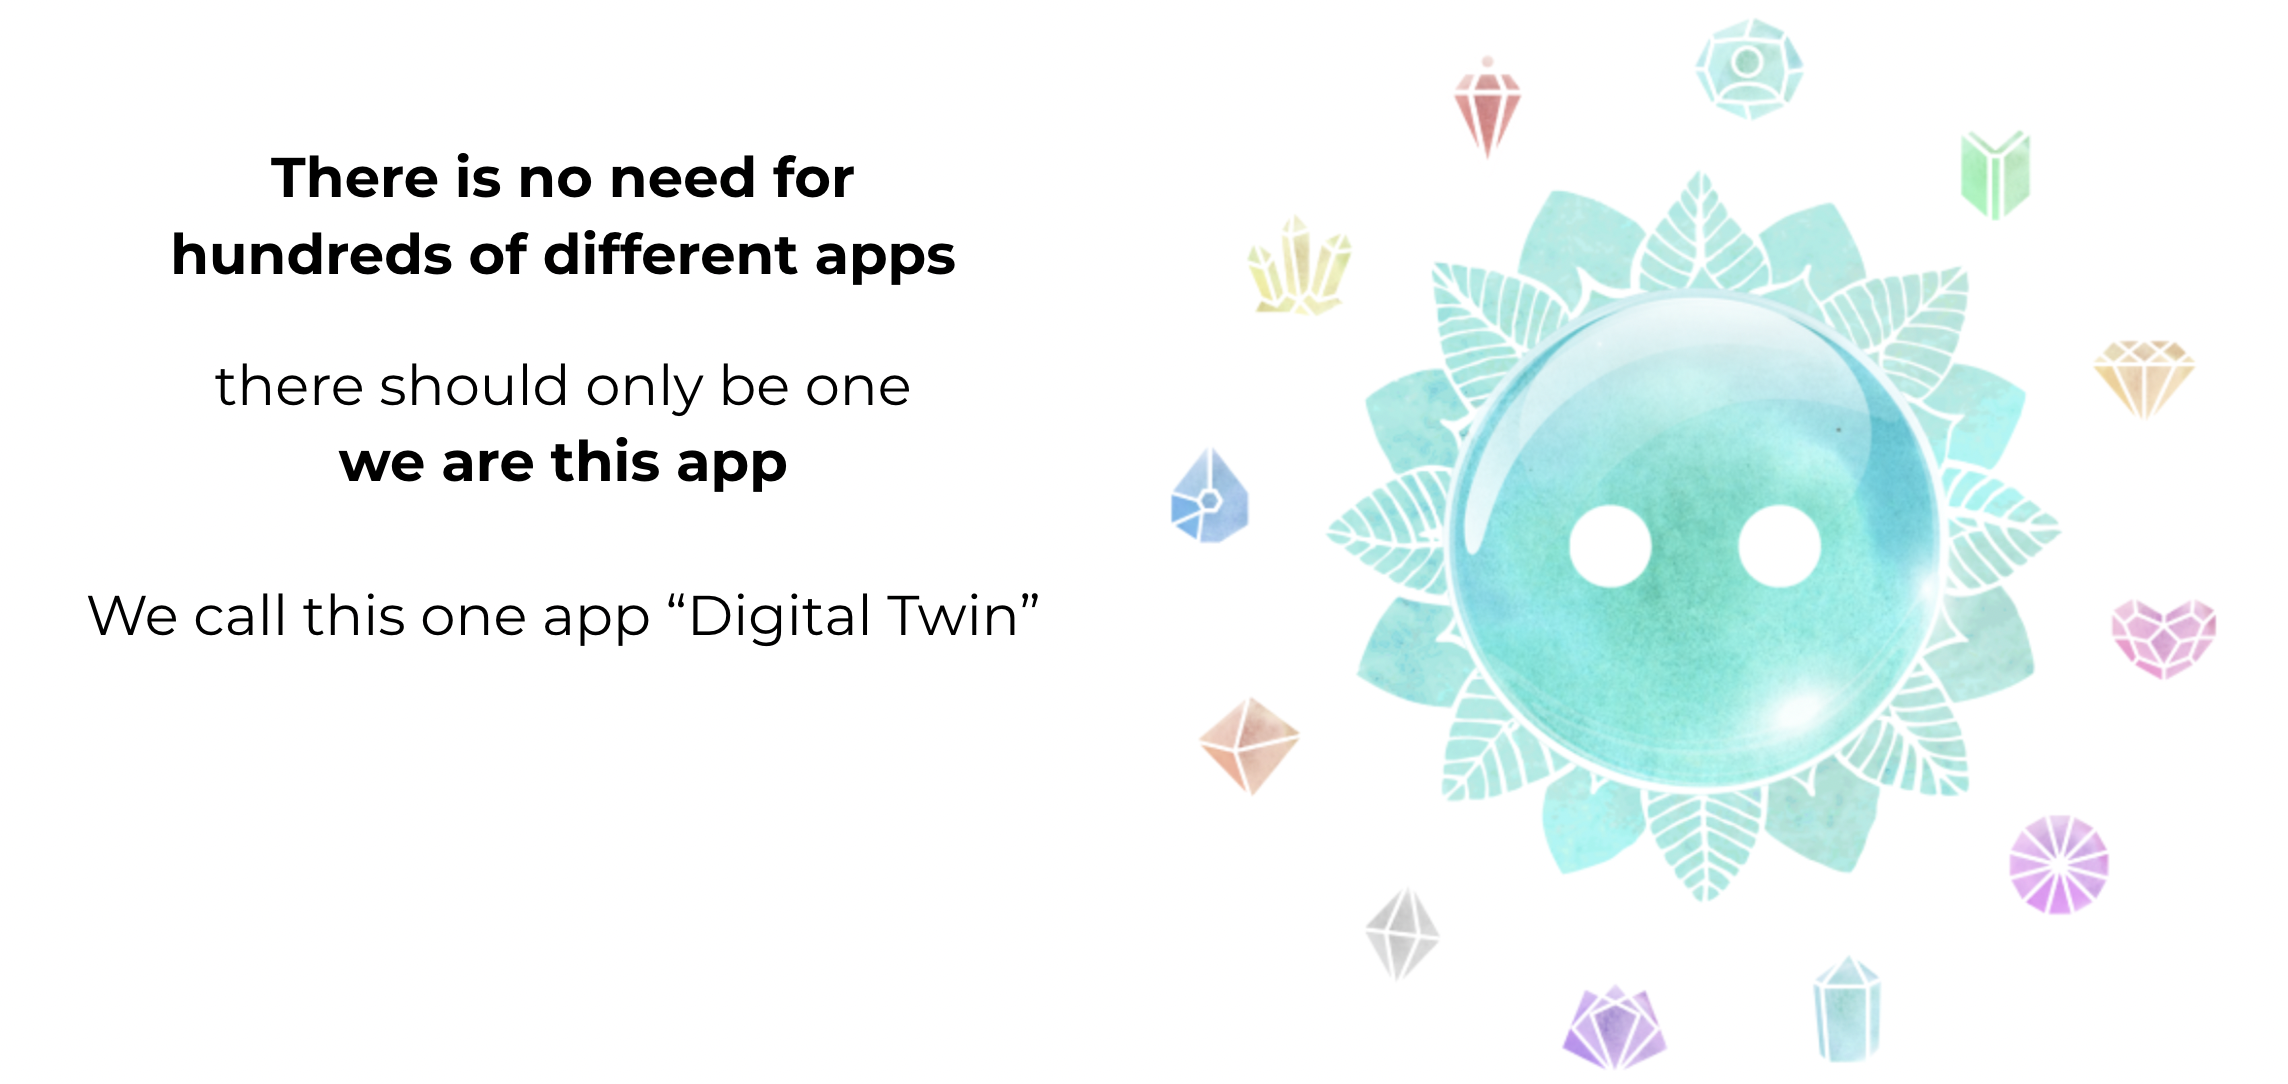 There is no need for
hundreds of different apps
there should only be one
we are this app
We call this one app “Digital Twin”